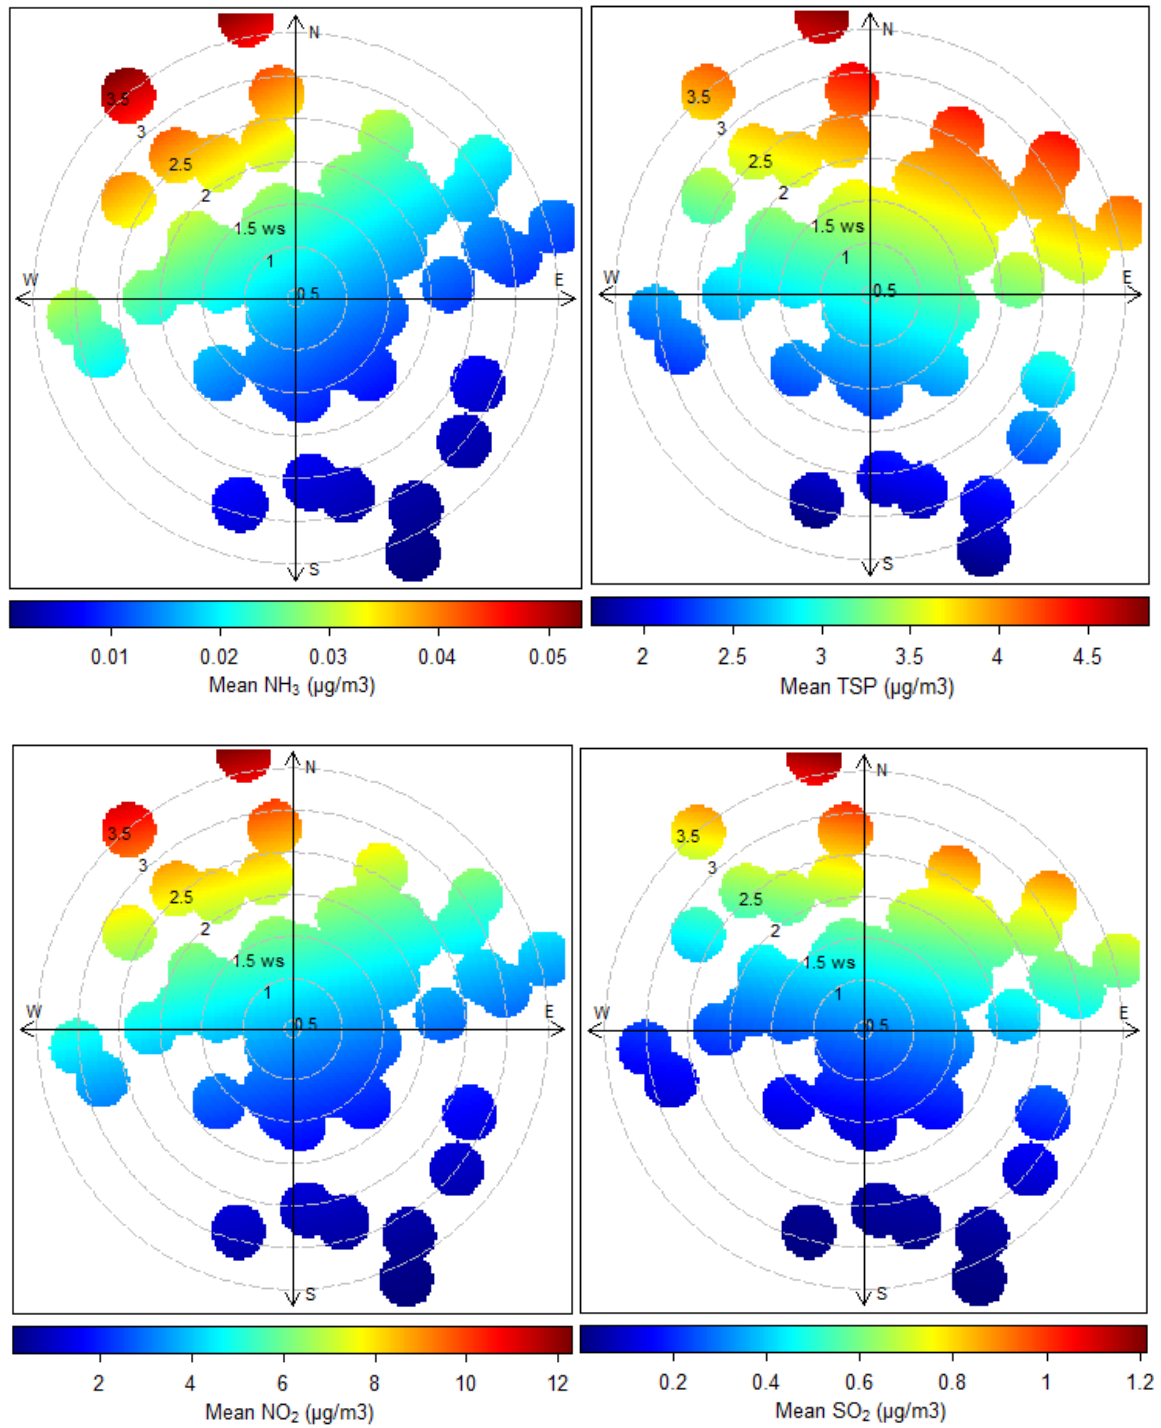 N
3.5
3
2.5
2
1.5 ws
1
W
0.5
E
S
0.01 0.02 0.03 0.04 0.05
Mean NH₃ (µg/m3)
N
3.5
3
2.5
2
1.5 ws
1
W
0.5
E
S
2 2.5 3 3.5 4 4.5
Mean TSP (µg/m3)
N
3.5
3
2.5
2
1.5 ws
1
W
0.5
E
S
2 4 6 8 10 12
Mean NO₂ (µg/m3)
N
3.5
3
2.5
2
1.5 ws
1
W
0.5
E
S
0.2 0.4 0.6 0.8 1 1.2
Mean SO₂ (µg/m3)